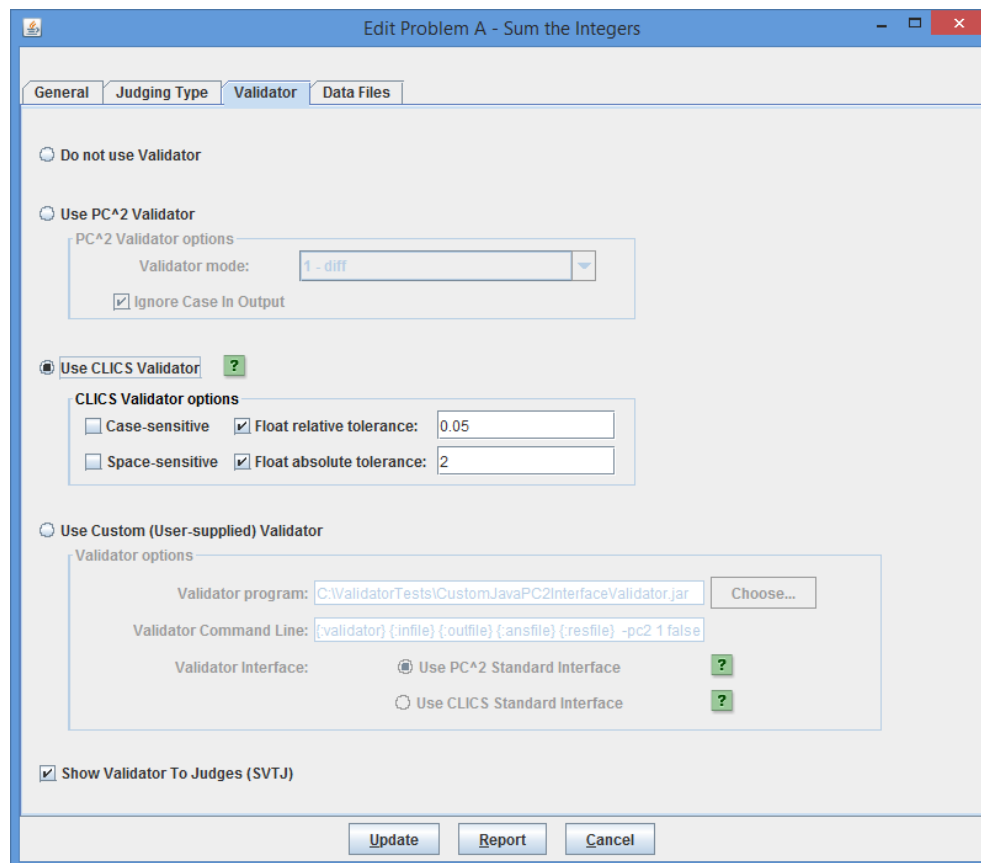 Edit Problem A - Sum the Integers
General Judging Type Validator Data Files
Do not use Validator
Use PC^2 Validator
PC^2 Validator options
Validator mode: 1 - diff
Ignore Case In Output
Use CLICS Validator ?
CLICS Validator options
Case-sensitive Float relative tolerance: 0.05
Space-sensitive Float absolute tolerance: 2
Use Custom (User-supplied) Validator
Validator options
Validator program: C:\ValidatorTests\CustomJavaPC2InterfaceValidator.jar Choose...
Validator Command Line: {:validator} {:infile} {:outfile} {:ansfile} {:resfile} -pc2 1 false
Validator Interface: Use PC^2 Standard Interface ?
Use CLICS Standard Interface ?
Show Validator To Judges (SVTJ)
Update Report Cancel